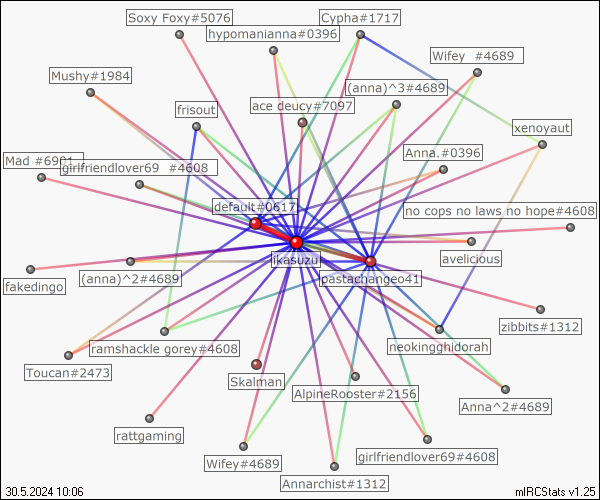 Soxy Foxy#5076
Cypha#1717
hypomanianna#0396
Wifey #4689
Mushy#1984
(anna)^3#4689
frisout
ace deucy#7097
xenoyaut
Anna.#0396
Mad
girlfriendlover69 #4608
default#0617
no cops no laws no hope#4608
likasuzu
avelicious
fakedingo
(anna)^2#4689
pastachangeo41
zibbits#1312
ramshackle gorey#4608
neokingghidorah
Toucan#2473
Skalman
AlpineRooster#2156
Anna^2#4689
rattgaming
Wifey#4689
girlfriendlover69#4608
Annarchist#1312
30.5.2024 10:06
mIRCStats v1.25